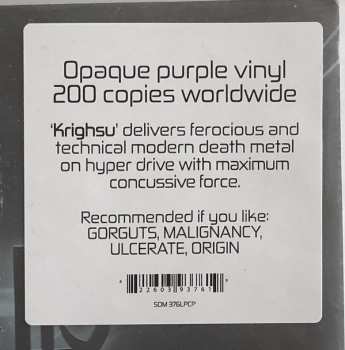 Opaque purple vinyl
200 copies worldwide
'Krighsu' delivers ferocious and
technical modern death metal
on hyper drive with maximum
concussive force.
Recommended if you like:
GORGUTS, MALIGNANCY,
ULCERATE, ORIGIN
SOM 376LPCP